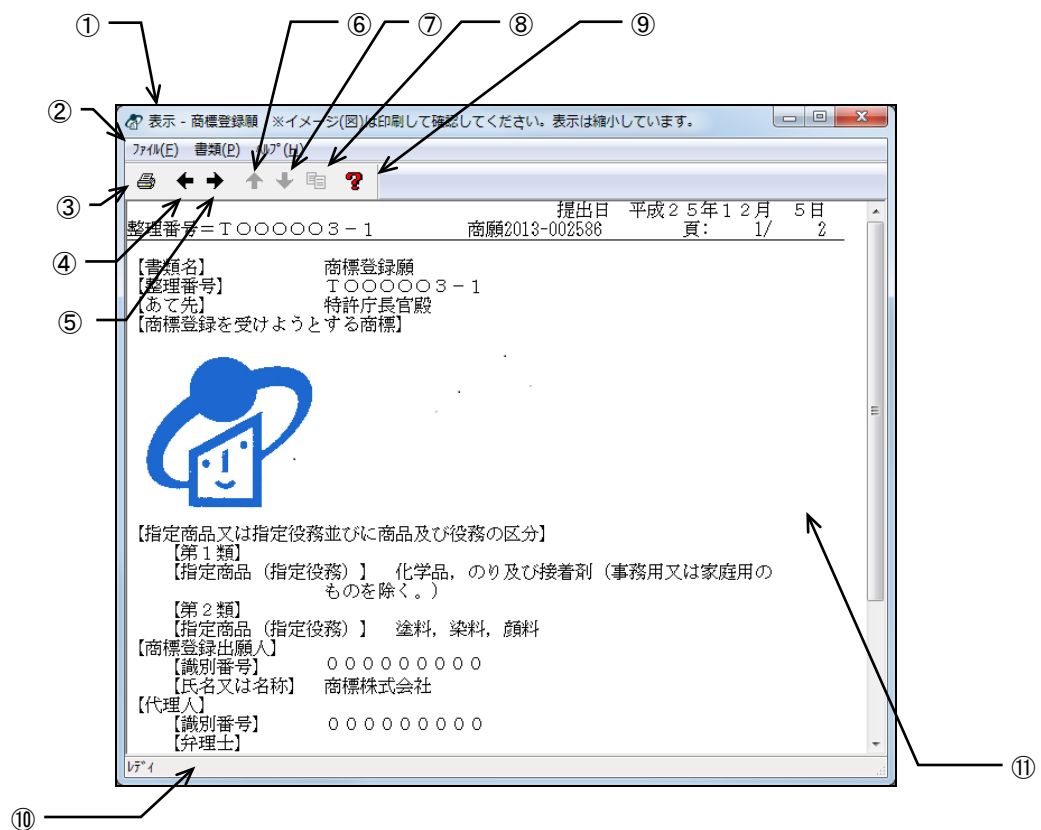 ① ⑥ ⑦ ⑧ ⑨
②
表示 - 商標登録願　※イメージ(図)は印刷して確認してください。表示は縮小しています。
ﾌｧｲﾙ(F)　書類(P)　ﾍﾙﾌﾟ(H)
③
提出日　平成２５年１２月　５日
整理番号＝Ｔ０００００３－１　商願2013-002586　頁：　1/　2
④
【書類名】　商標登録願
【整理番号】　Ｔ０００００３－１
【あて先】　特許庁長官殿
⑤
【商標登録を受けようとする商標】
【指定商品又は指定役務並びに商品及び役務の区分】
【第１類】
【指定商品（指定役務）】　化学品，のり及び接着剤（事務用又は家庭用の
ものを除く。）
【第２類】
【指定商品（指定役務）】　塗料，染料，顔料
【商標登録出願人】
【識別番号】　０００００００００
【氏名又は名称】　商標株式会社
【代理人】
【識別番号】　０００００００００
【弁理士】
ﾚﾃﾞｨ
⑪
⑩